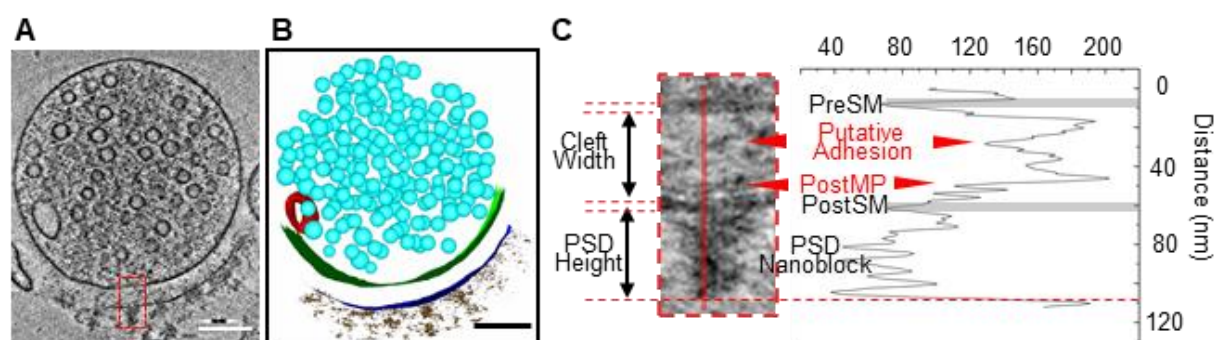 A
B
C
40 80 120 160 200
PreSM
0
Cleft
Width
Putative
Adhesion
40
PostMP
PostSM
PSD
Height
PSD
Nanoblock
80
120
Distance (nm)